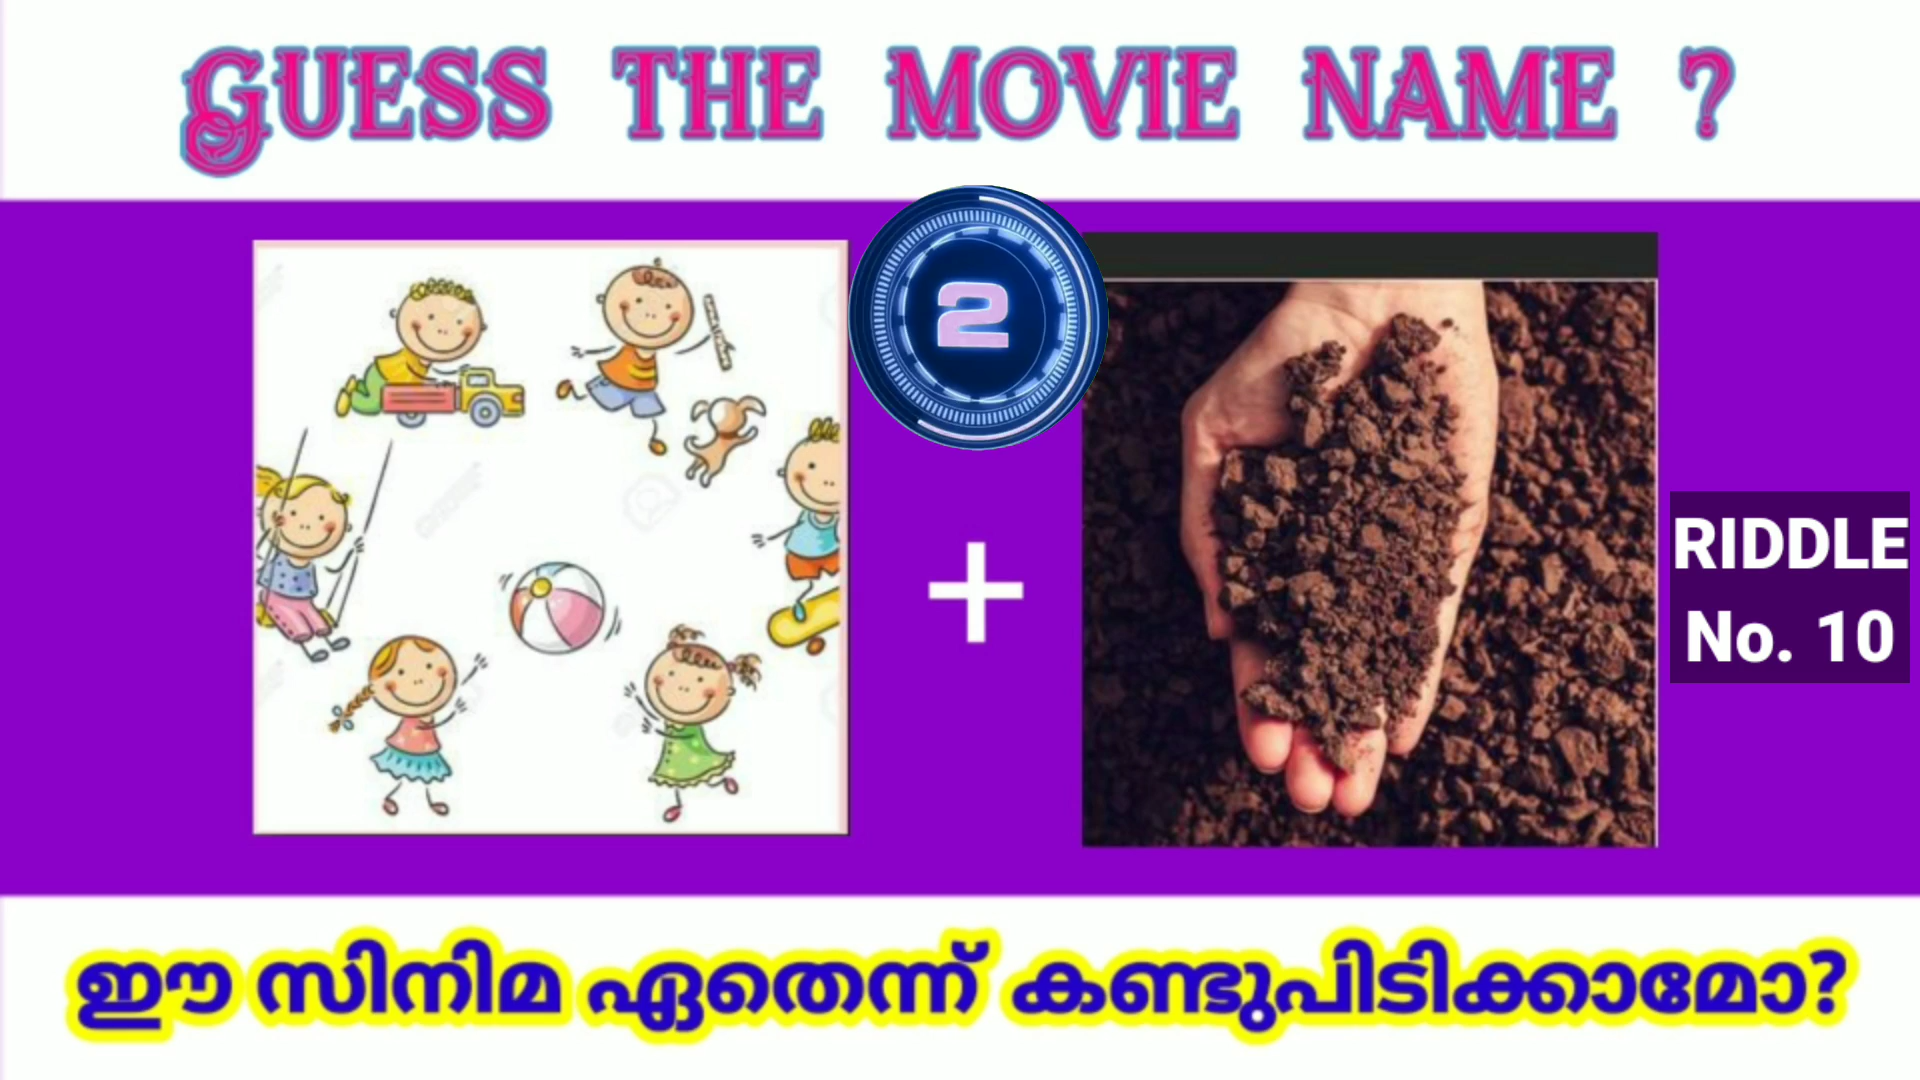 GUESS THE MOVIE NAME ?
2
+
RIDDLE
No. 10
ഈ സിനിമ ഏതെന്ന് കണ്ടുപിടിക്കാമോ?